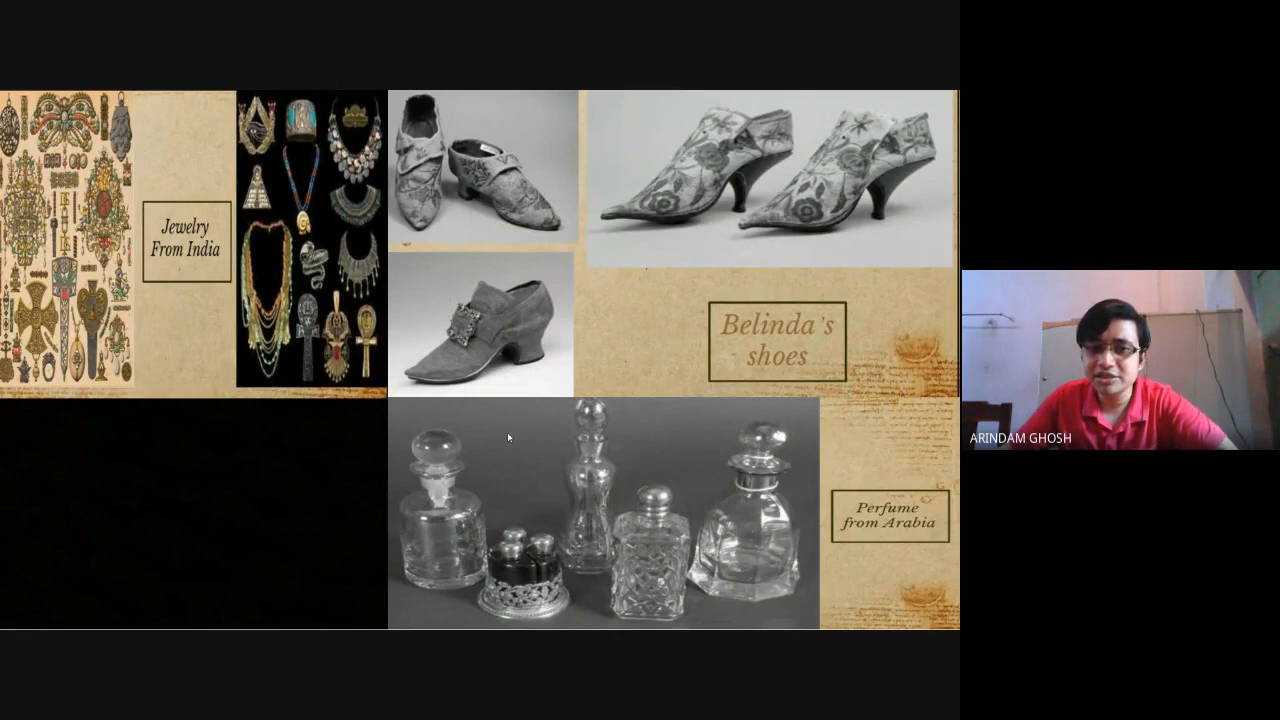 Jewelry
From India
Belinda's
shoes
Perfume
from Arabia
ARINDAM GHOSH